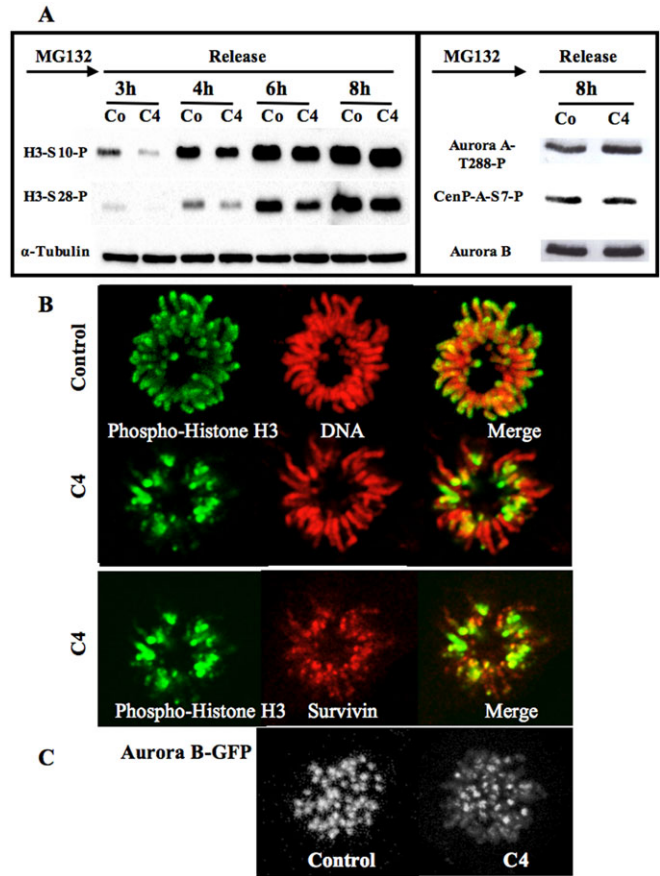 A
MG132 Release
3h 4h 6h 8h
Co C4 Co C4 Co C4 Co C4
H3-S10-P
H3-S28-P
α-Tubulin
MG132 Release
8h
Co C4
Aurora A-
T288-P
CenP-A-S7-P
Aurora B
B
Control
Phospho-Histone H3 DNA Merge
C4
C4
Phospho-Histone H3 Survivin Merge
C Aurora B-GFP
Control C4